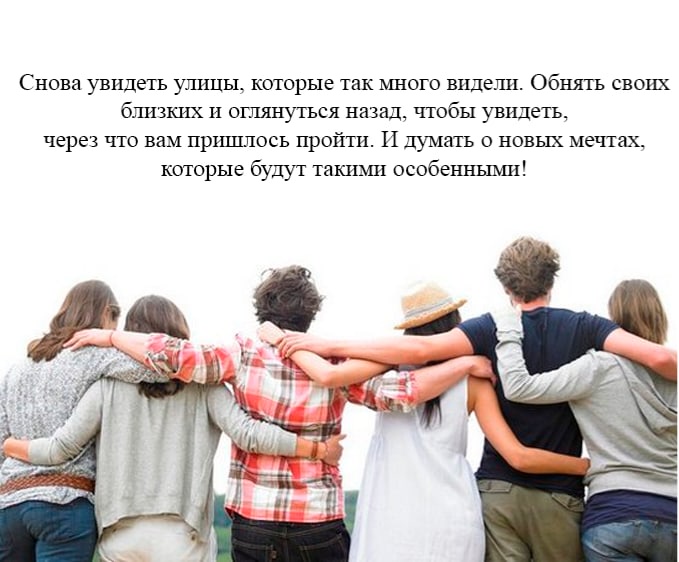 Снова увидеть улицы, которые так много видели. Обнять своих
близких и оглянуться назад, чтобы увидеть,
через что вам пришлось пройти. И думать о новых мечтах,
которые будут такими особенными!